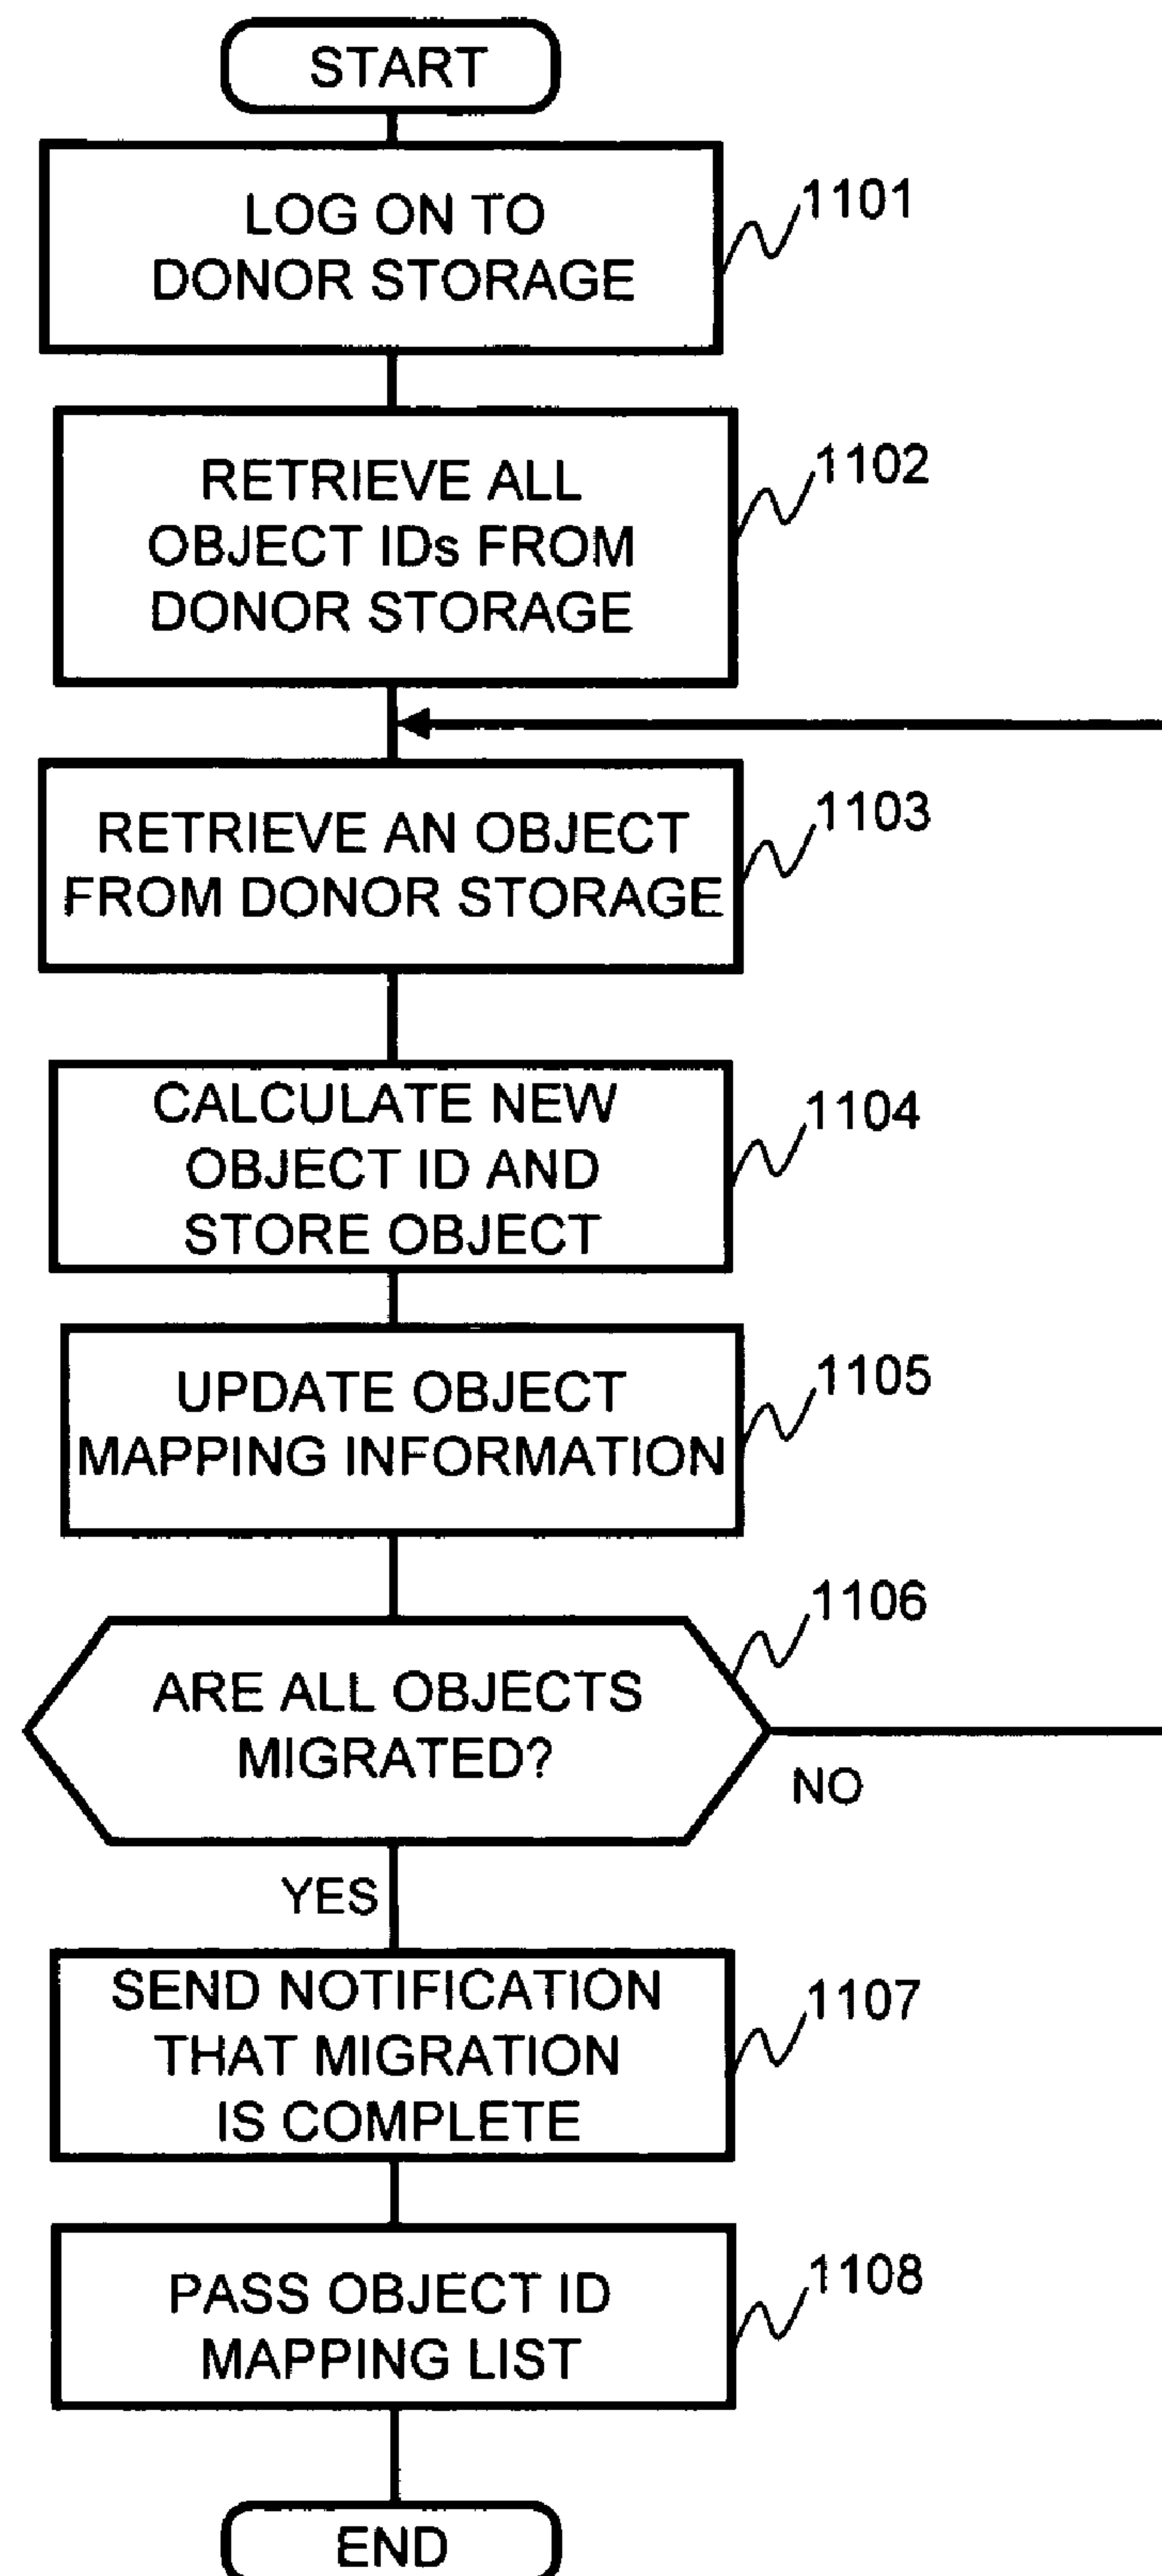 START
LOG ON TO
DONOR STORAGE
1101
RETRIEVE ALL
OBJECT IDs FROM
DONOR STORAGE
1102
RETRIEVE AN OBJECT
FROM DONOR STORAGE
1103
CALCULATE NEW
OBJECT ID AND
STORE OBJECT
1104
UPDATE OBJECT
MAPPING INFORMATION
1105
ARE ALL OBJECTS
MIGRATED?
1106
NO
YES
SEND NOTIFICATION
THAT MIGRATION
IS COMPLETE
1107
PASS OBJECT ID
MAPPING LIST
1108
END